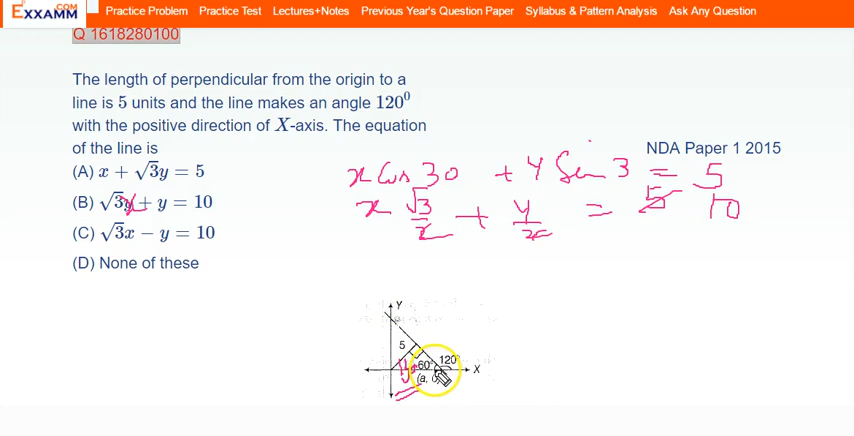 EXXAMM.COM
Practice Problem Practice Test Lectures+Notes Previous Year's Question Paper Syllabus & Pattern Analysis Ask Any Question
Q 1618280100
The length of perpendicular from the origin to a
line is 5 units and the line makes an angle 120⁰
with the positive direction of X-axis. The equation
of the line is
NDA Paper 1 2015
(A) x + √3y = 5
(B) √3x + y = 10
(C) √3x − y = 10
(D) None of these
x Cos 30 + y Sin 3 = 5
x √3/2 + y/2 = 5 10
Y
5
60° 120°
X
(a, 0)